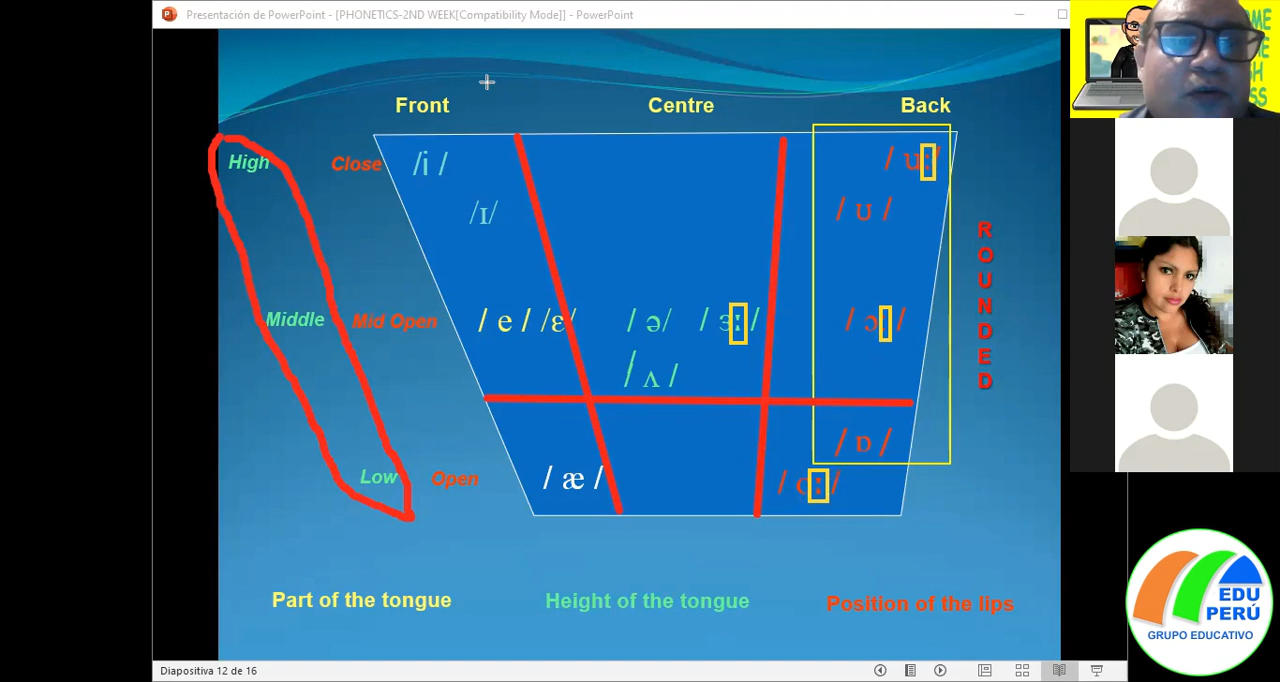 Presentación de PowerPoint - [PHONETICS-2ND WEEK[Compatibility Mode]] - PowerPoint
Front Centre Back
High Close /i / / uː/
/ɪ/ / ʊ /
ROUNDED
Middle Mid Open / e / /ɛ/ / ə/ / ɜː / / ɔ /
/ ʌ /
/ ɒ /
Low Open / æ / / ɑː /
Part of the tongue Height of the tongue Position of the lips
Diapositiva 12 de 16
EDU
PERÚ
GRUPO EDUCATIVO